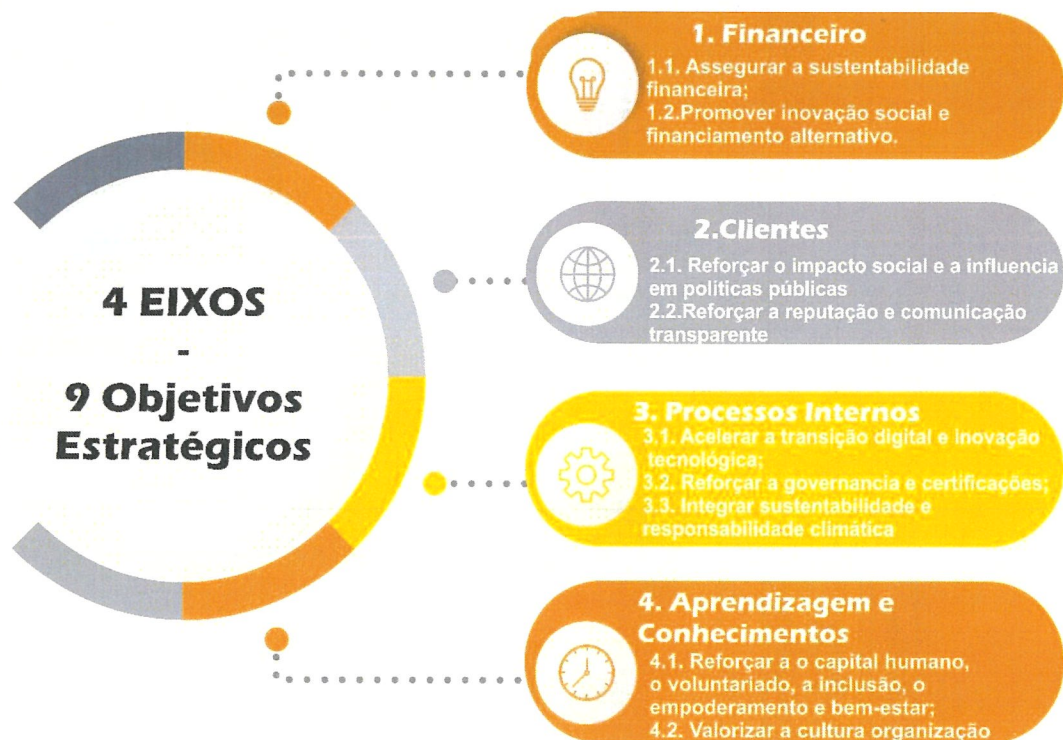 4 EIXOS
-
9 Objetivos
Estratégicos
1. Financeiro
1.1. Assegurar a sustentabilidade
financeira;
1.2.Promover inovação social e
financiamento alternativo.
2.Clientes
2.1. Reforçar o impacto social e a influencia
em politicas públicas
2.2.Reforçar a reputação e comunicação
transparente
3. Processos Internos
3.1. Acelerar a transição digital e inovação
tecnológica;
3.2. Reforçar a governancia e certificações;
3.3. Integrar sustentabilidade e
responsabilidade climática
4. Aprendizagem e
Conhecimentos
4.1. Reforçar a o capital humano,
o voluntariado, a inclusão, o
empoderamento e bem-estar;
4.2. Valorizar a cultura organização